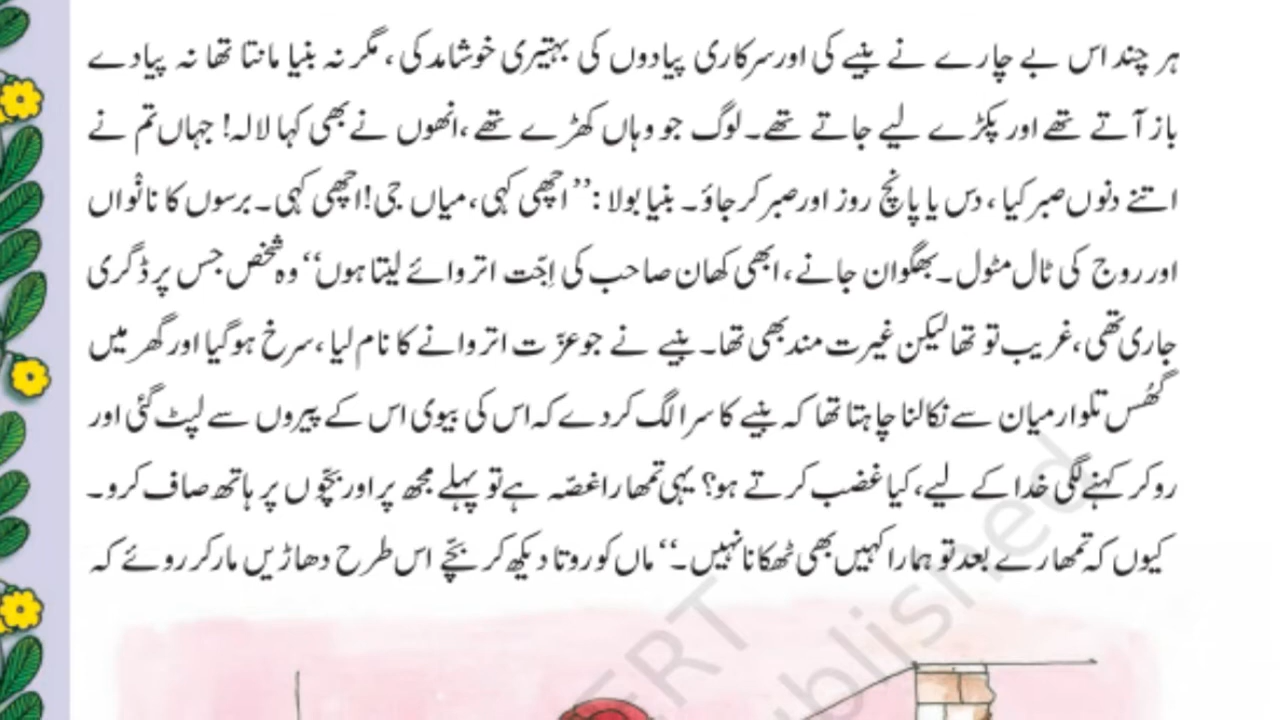 ہر چند اس بے چارے نے بنیے کی اور سرکاری پیادوں کی بہتیری خوشامد کی، مگر نہ بنیا مانتا تھا نہ پیادے
باز آتے تھے اور پکڑے لیے جاتے تھے۔ لوگ جو وہاں کھڑے تھے، انھوں نے بھی کہا لالہ! جہاں تم نے
اتنے دنوں صبر کیا، دس یا پانچ روز اور صبر کر جاؤ۔ بنیا بولا: ’’اچھی کہی، میاں جی! اچھی کہی۔ برسوں کا نانْواں
اور روج کی ٹال مٹول۔ بھگوان جانے، ابھی کھان صاحب کی اِجّت اتروائے لیتا ہوں‘‘ وہ شخص جس پر ڈگری
جاری تھی، غریب تو تھا لیکن غیرت مند بھی تھا۔ بنیے نے جو عزّت اتروانے کا نام لیا، سرخ ہوگیا اور گھر میں
گھُس تلوار میان سے نکالنا چاہتا تھا کہ بنیے کا سر الگ کردے کہ اس کی بیوی اس کے پیروں سے لپٹ گئی اور
رو کر کہنے لگی خدا کے لیے، کیا غضب کرتے ہو؟ یہی تمھارا غصّہ ہے تو پہلے مجھ پر اور بچّوں پر ہاتھ صاف کرو۔
کیوں کہ تمھارے بعد تو ہمارا کہیں بھی ٹھکانا نہیں۔‘‘ ماں کو روتا دیکھ کر بچّے اس طرح دھاڑیں مار کر روئے کہ